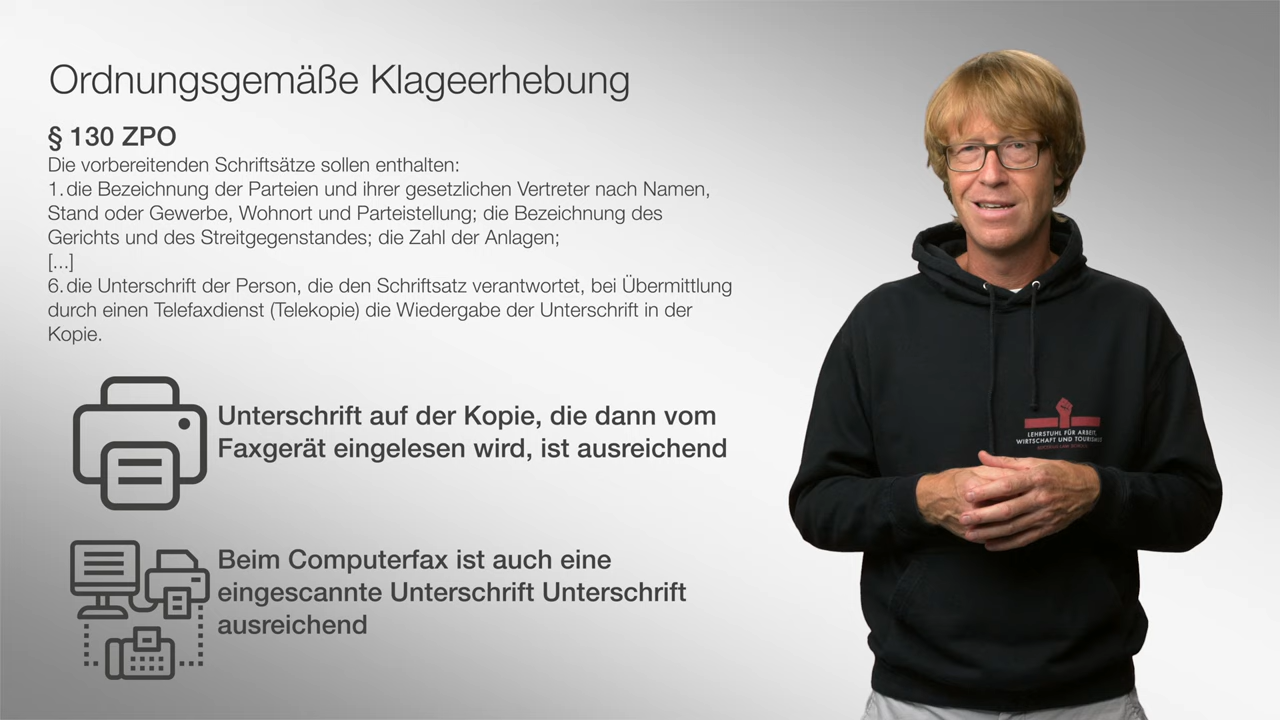 Ordnungsgemäße Klageerhebung
§ 130 ZPO
Die vorbereitenden Schriftsätze sollen enthalten:
1. die Bezeichnung der Parteien und ihrer gesetzlichen Vertreter nach Namen,
Stand oder Gewerbe, Wohnort und Parteistellung; die Bezeichnung des
Gerichts und des Streitgegenstandes; die Zahl der Anlagen;
[...]
6. die Unterschrift der Person, die den Schriftsatz verantwortet, bei Übermittlung
durch einen Telefaxdienst (Telekopie) die Wiedergabe der Unterschrift in der
Kopie.
Unterschrift auf der Kopie, die dann vom
Faxgerät eingelesen wird, ist ausreichend
Beim Computerfax ist auch eine
eingescannte Unterschrift Unterschrift
ausreichend
LEHRSTUHL FÜR ARBEIT,
WIRTSCHAFT UND TOURISMUS